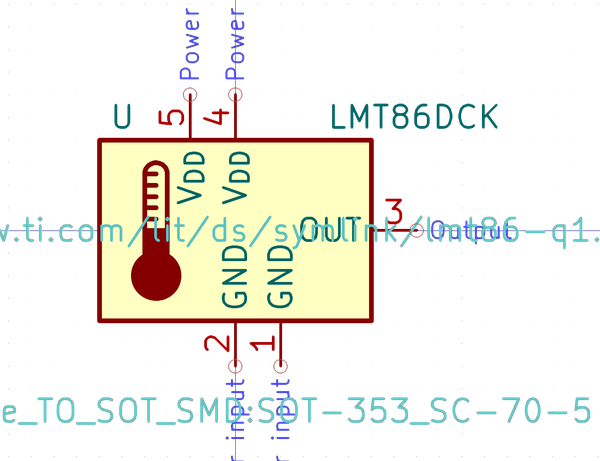 Power
Power
5
4
U
LMT86DCK
VDD
VDD
3
OUT
Output
w.ti.com/lit/ds/symlink/lmt86-q1.
GND
GND
2
1
r input
r input
e_TO_SOT_SMD:SOT-353_SC-70-5